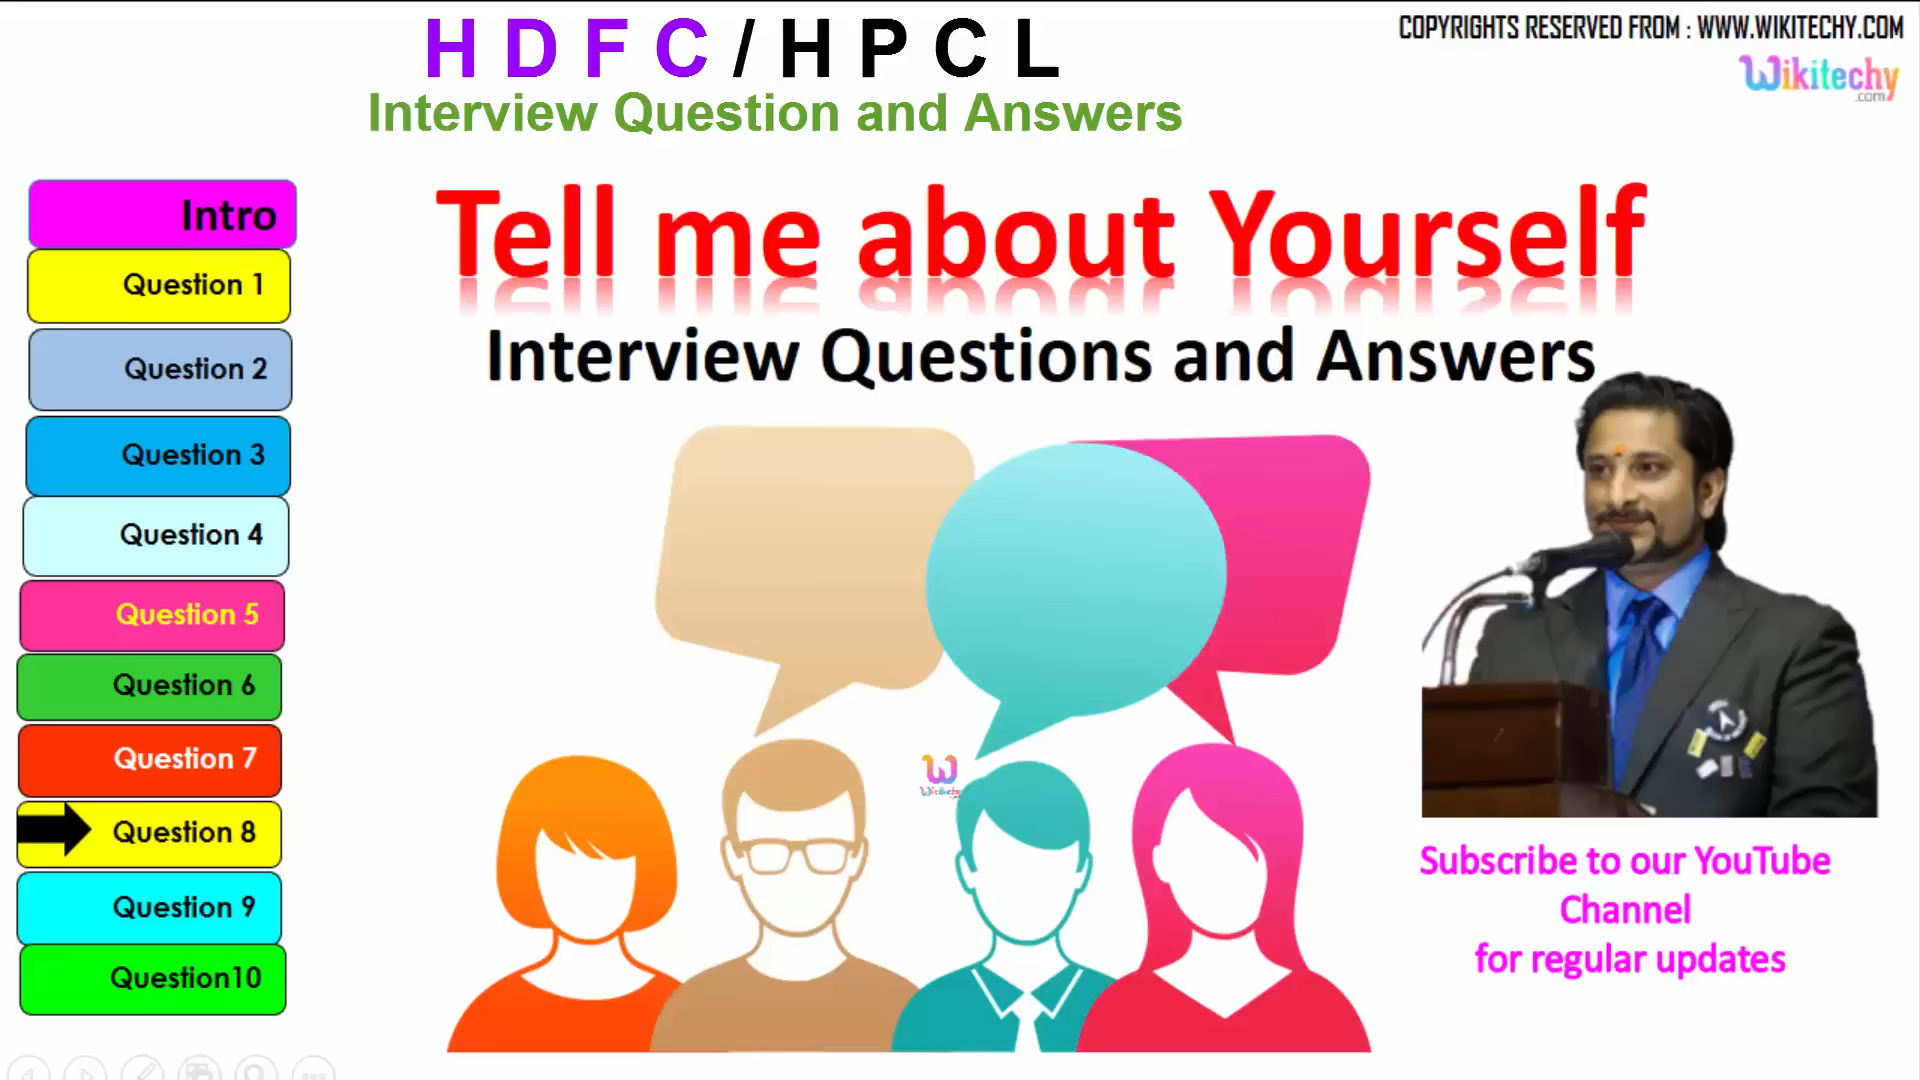 H D F C / H P C L
Interview Question and Answers
COPYRIGHTS RESERVED FROM : WWW.WIKITECHY.COM
Wikitechy
.com
Intro
Question 1
Question 2
Question 3
Question 4
Question 5
Question 6
Question 7
Question 8
Question 9
Question10
Tell me about Yourself
Interview Questions and Answers
Wikitechy
Subscribe to our YouTube
Channel
for regular updates